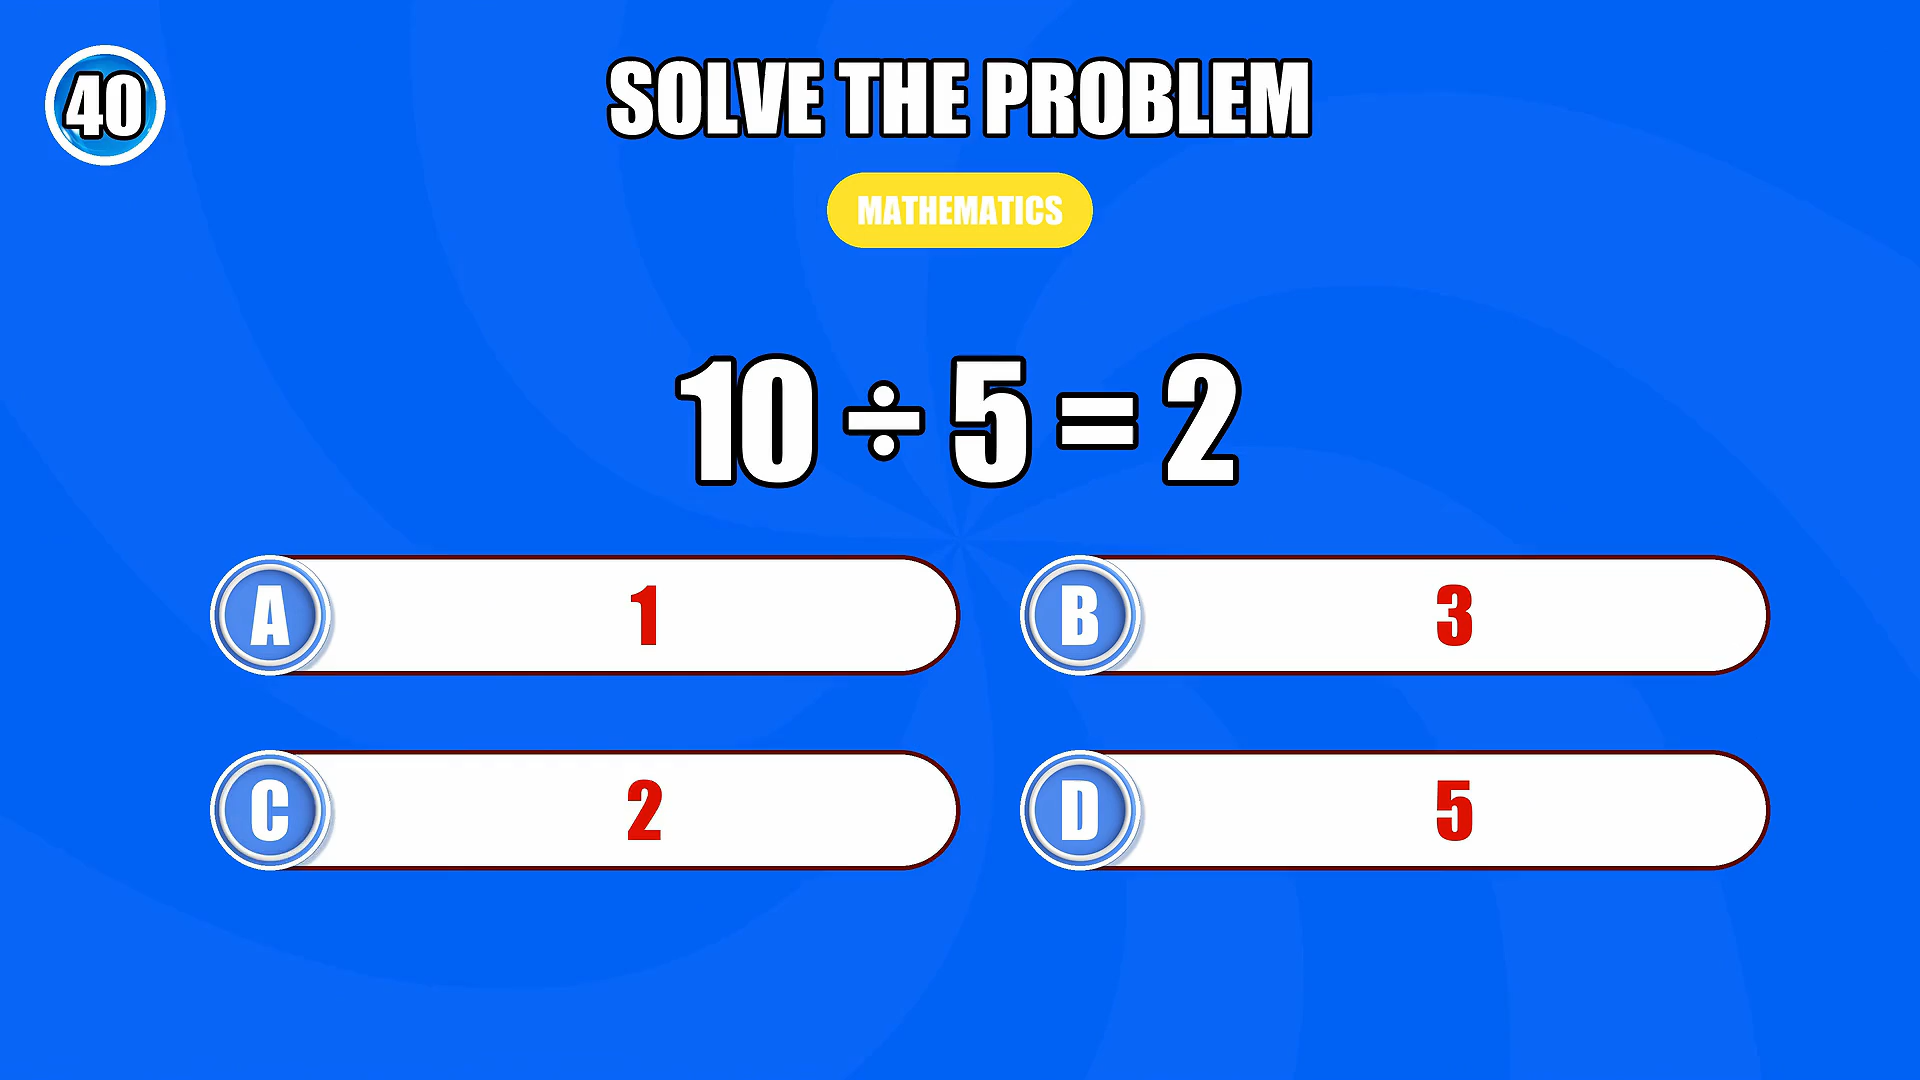 40
SOLVE THE PROBLEM
MATHEMATICS
10 ÷ 5 = 2
A 1
B 3
C 2
D 5